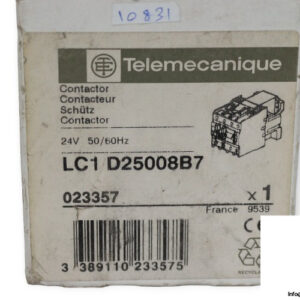 10831
Telemecanique
Contactor
Contacteur
Schütz
Contactor
24V 50/60Hz
LC1 D25008B7
023357
x 1
France 9539
3 389110 233575